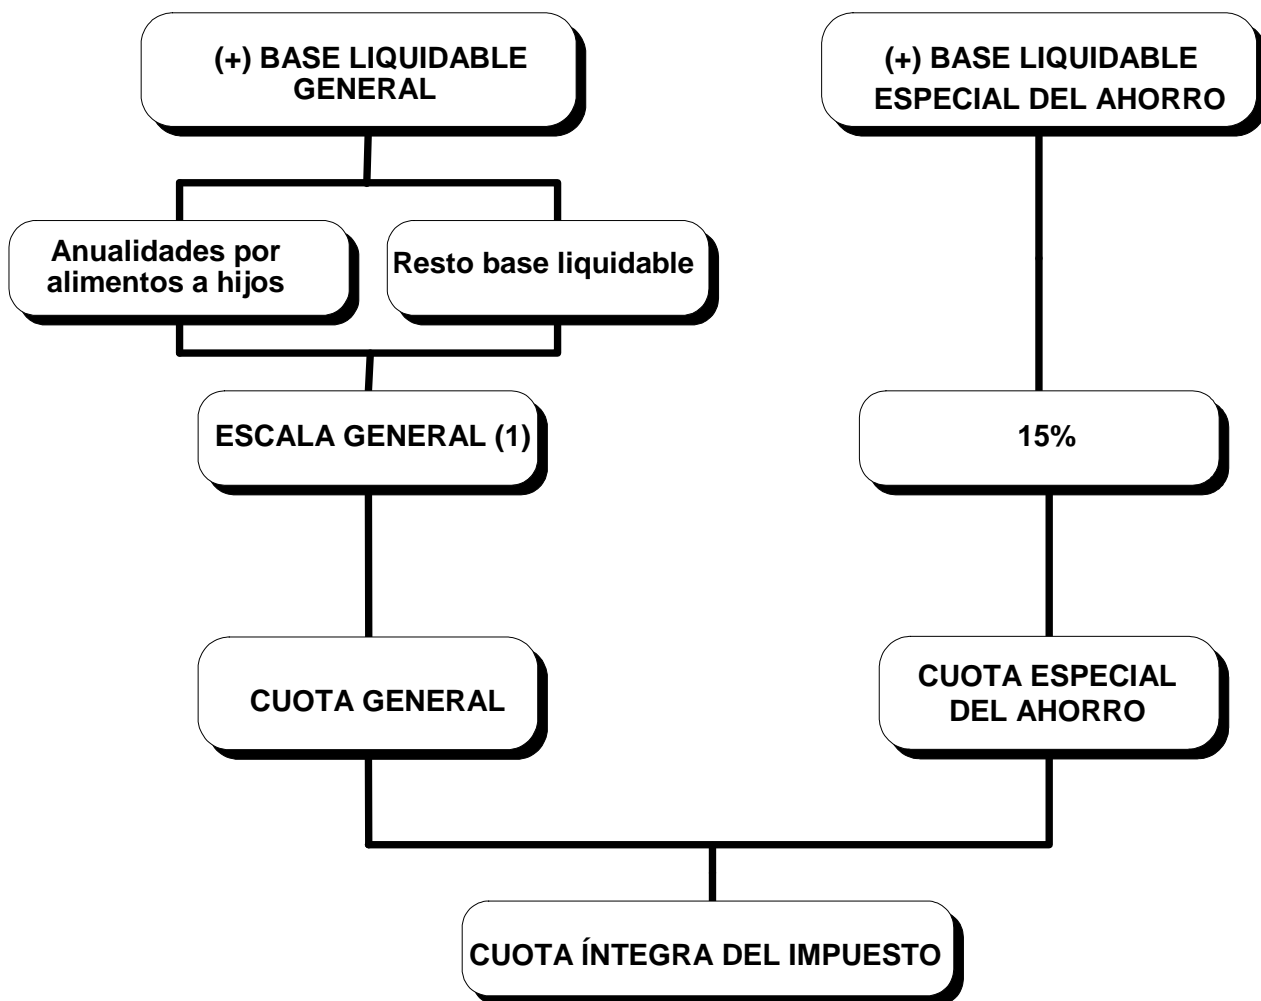 (+) BASE LIQUIDABLE
GENERAL
(+) BASE LIQUIDABLE
ESPECIAL DEL AHORRO
Anualidades por
alimentos a hijos
Resto base liquidable
ESCALA GENERAL (1)
15%
CUOTA GENERAL
CUOTA ESPECIAL
DEL AHORRO
CUOTA ÍNTEGRA DEL IMPUESTO